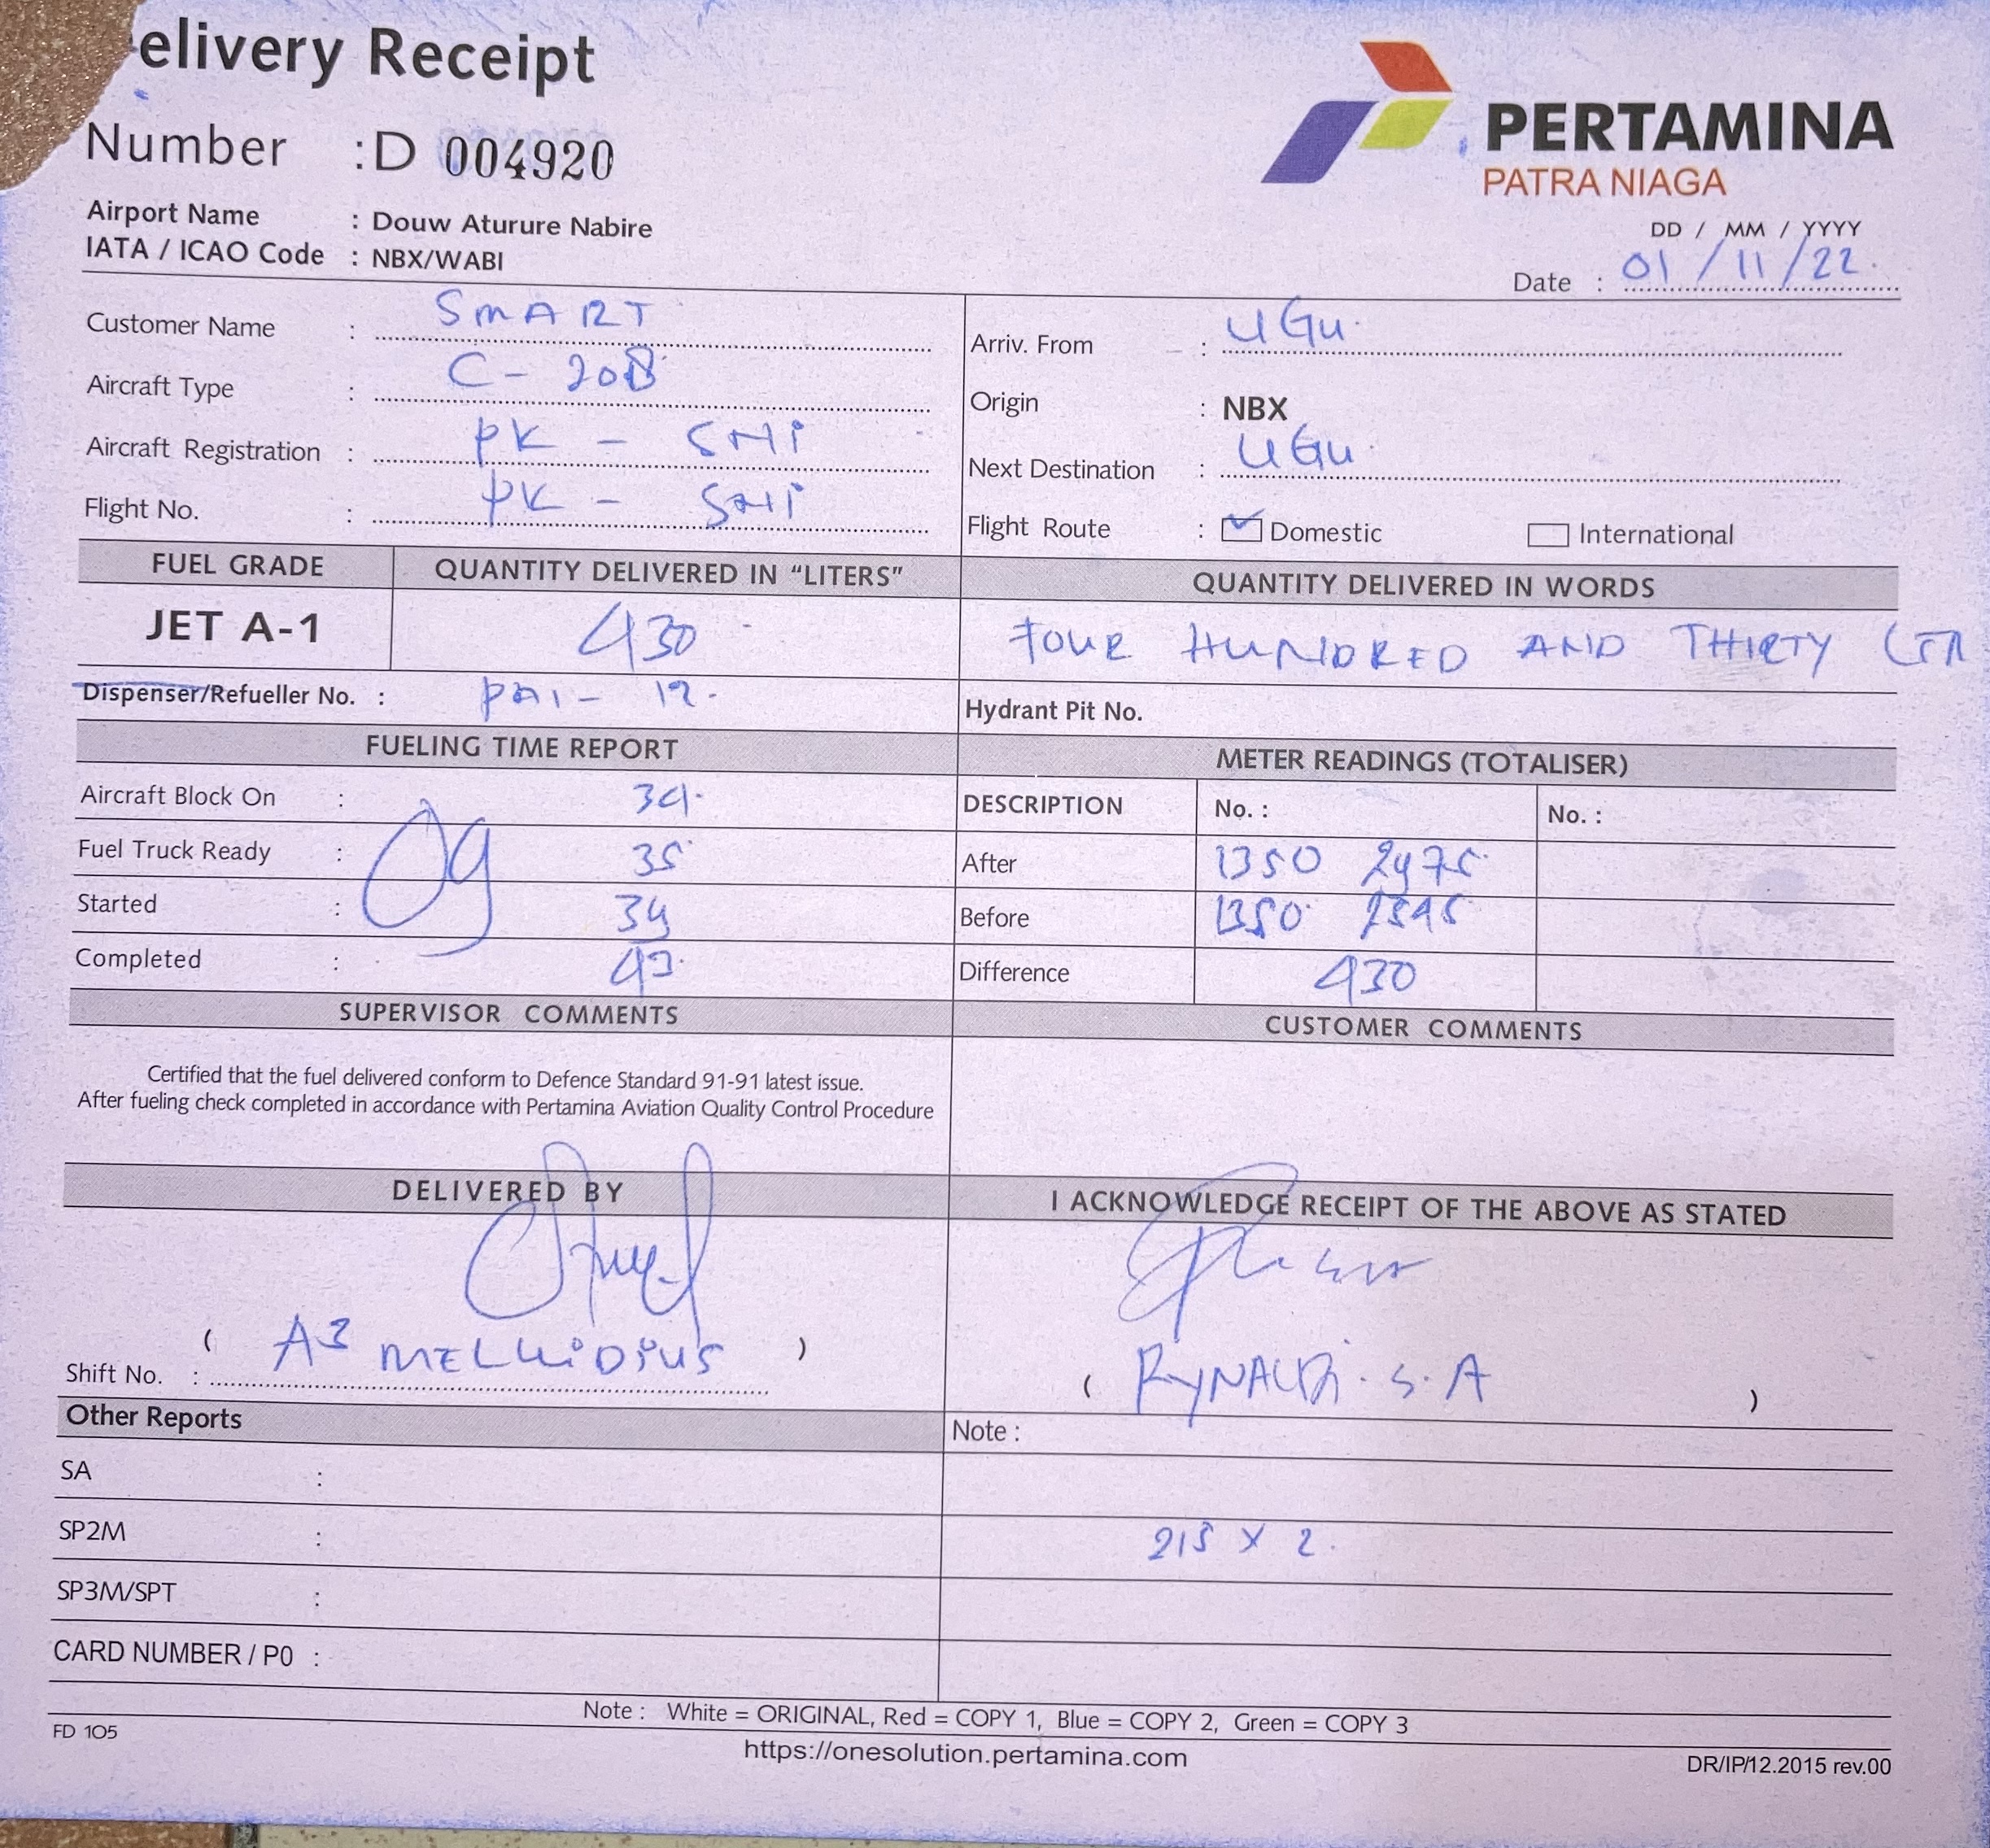 elivery Receipt
Number : D 004920
PERTAMINA
PATRA NIAGA
Airport Name : Douw Aturure Nabire
IATA / ICAO Code : NBX/WABI
DD / MM / YYYY
Date : 01/11/22.
Customer Name : SMART
Arriv. From : UGU.
Aircraft Type : C-208
Origin : NBX
Aircraft Registration : PK -
Next Destination : UGU.
Flight No. : PK -
Flight Route : Domestic International
FUEL GRADE QUANTITY DELIVERED IN “LITERS” QUANTITY DELIVERED IN WORDS
JET A-1 430 FOUR HUNDRED AND THIRTY LTR
Dispenser/Refueller No. : - 12.
Hydrant Pit No.
FUELING TIME REPORT METER READINGS (TOTALISER)
Aircraft Block On :
DESCRIPTION No. : No. :
09
Fuel Truck Ready : 35
After 1350 2975
Started :
Before 1350
Completed :
Difference 430
SUPERVISOR COMMENTS CUSTOMER COMMENTS
Certified that the fuel delivered conform to Defence Standard 91-91 latest issue.
After fueling check completed in accordance with Pertamina Aviation Quality Control Procedure
DELIVERED BY I ACKNOWLEDGE RECEIPT OF THE ABOVE AS STATED
( )
Shift No. :
( RYNALDI. S. A )
Other Reports Note :
SA :
SP2M : 215 X 2.
SP3M/SPT :
CARD NUMBER / P0 :
Note : White = ORIGINAL, Red = COPY 1, Blue = COPY 2, Green = COPY 3
FD 105
https://onesolution.pertamina.com
DR/IP/12.2015 rev.00